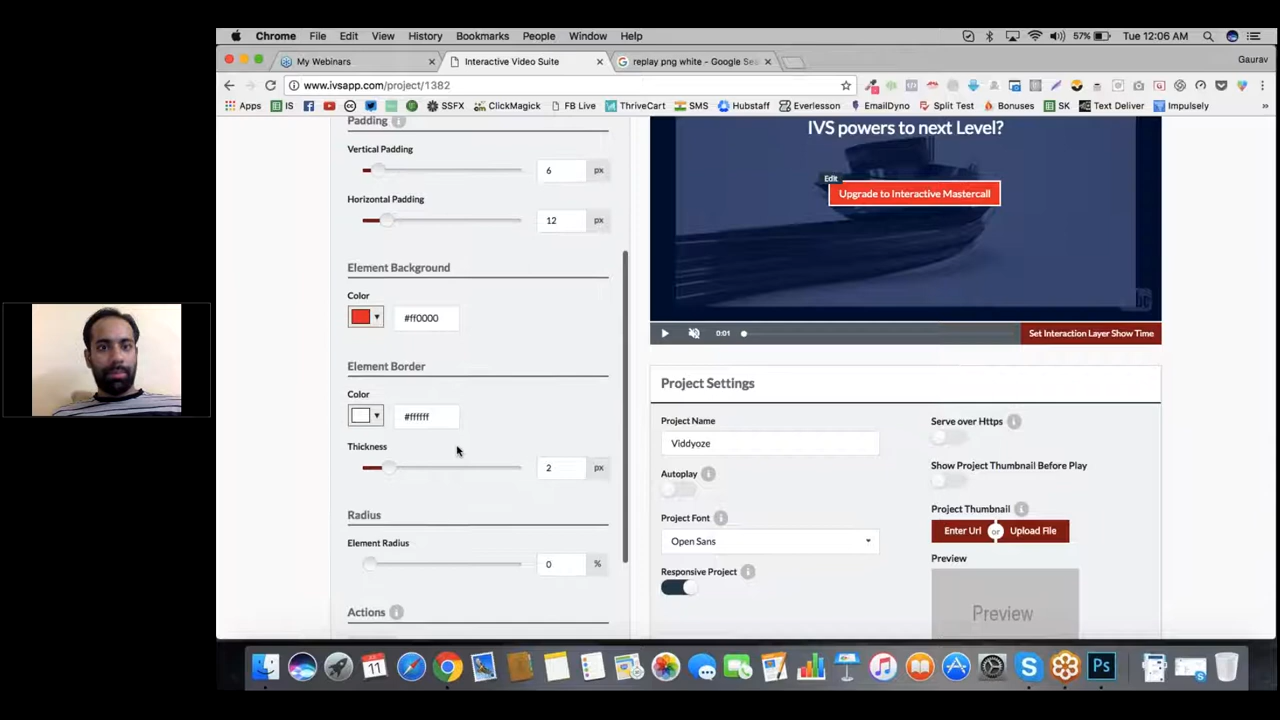 Chrome File Edit View History Bookmarks People Window Help 57% Tue 12:06 AM
My Webinars Interactive Video Suite replay png white - Google Se Gaurav
www.ivsapp.com/project/1382
Apps IS SSFX ClickMagick FB Live ThriveCart SMS Hubstaff Everlesson EmailDyno Split Test Bonuses SK Text Deliver Impulsely
Padding
Vertical Padding
6 px
Horizontal Padding
12 px
Element Background
Color
#ff0000
Element Border
Color
#ffffff
Thickness
2 px
Radius
Element Radius
0 %
Actions
IVS powers to next Level?
Edit
Upgrade to Interactive Mastercall
0:01 Set Interaction Layer Show Time
Project Settings
Project Name
Viddyoze
Autoplay
Project Font
Open Sans
Responsive Project
Serve over Https
Show Project Thumbnail Before Play
Project Thumbnail
Enter Url or Upload File
Preview
Preview
11
Ps